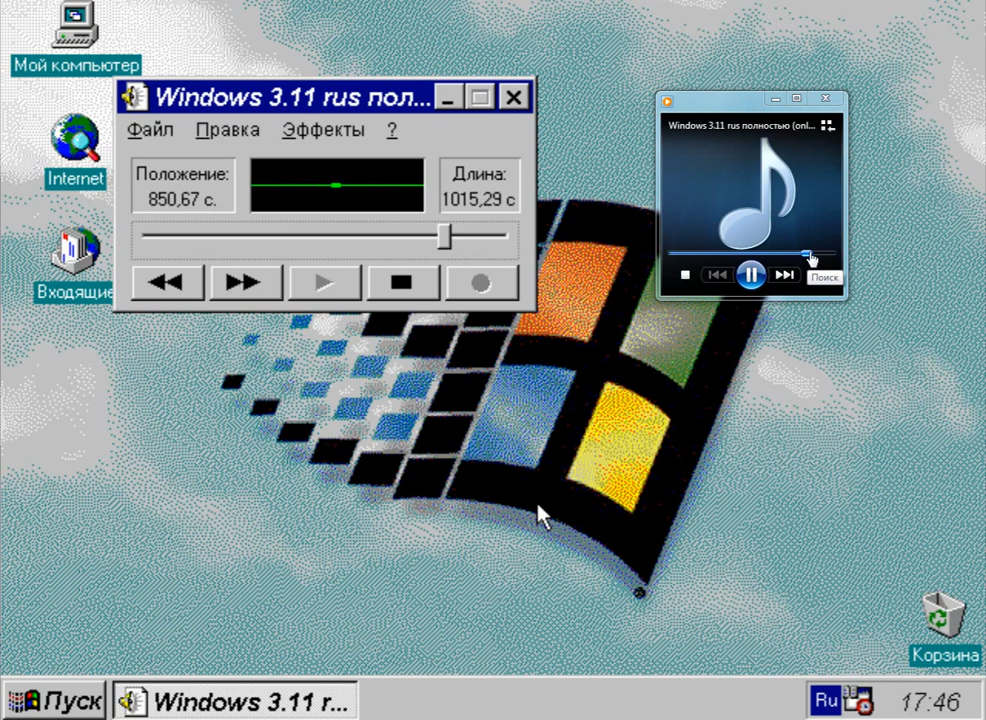 Мой компьютер
Internet
Входящие
Windows 3.11 rus пол...
Файл Правка Эффекты ?
Положение:
850,67 с.
Длина:
1015,29 с
Windows 3.11 rus полностью (onl...
Поиск
Корзина
Пуск
Windows 3.11 r...
Ru
17:46